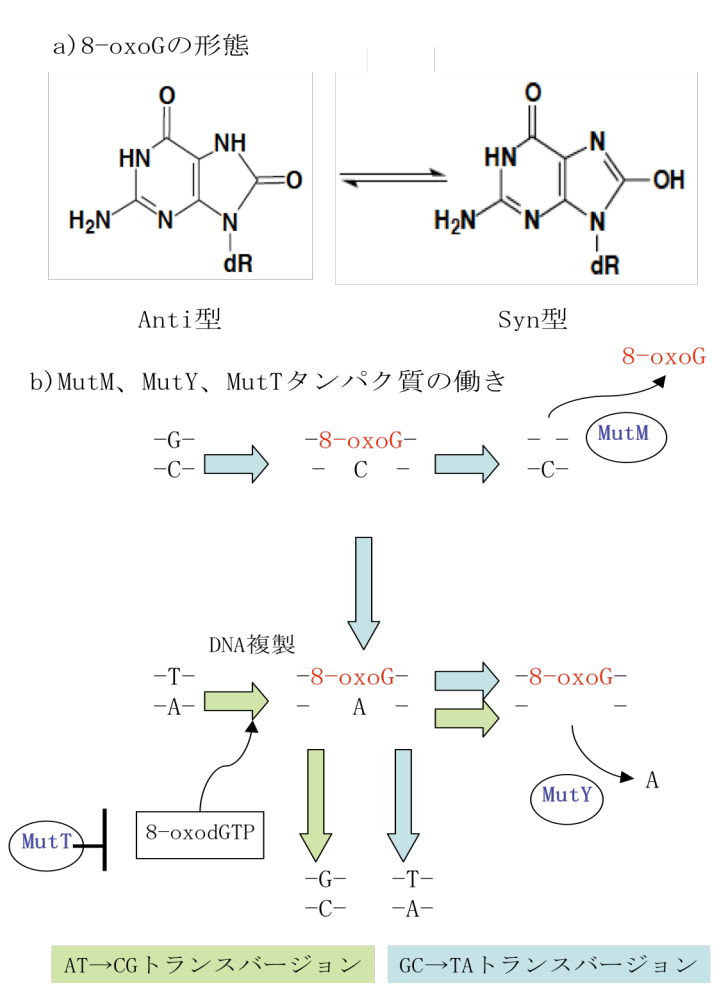 a)8-oxoGの形態
O
HN
NH
O
H₂N
N
N
dR
O
HN
N
OH
H₂N
N
N
dR
Anti型
Syn型
8-oxoG
b)MutM、MutY、MutTタンパク質の働き
-G-
-C-
-8-oxoG-
- C -
- -
-C-
MutM
DNA複製
-T-
-A-
-8-oxoG-
- A -
-8-oxoG-
- -
A
MutY
MutT
8-oxodGTP
-G-
-C-
-T-
-A-
AT→CGトランスバージョン
GC→TAトランスバージョン